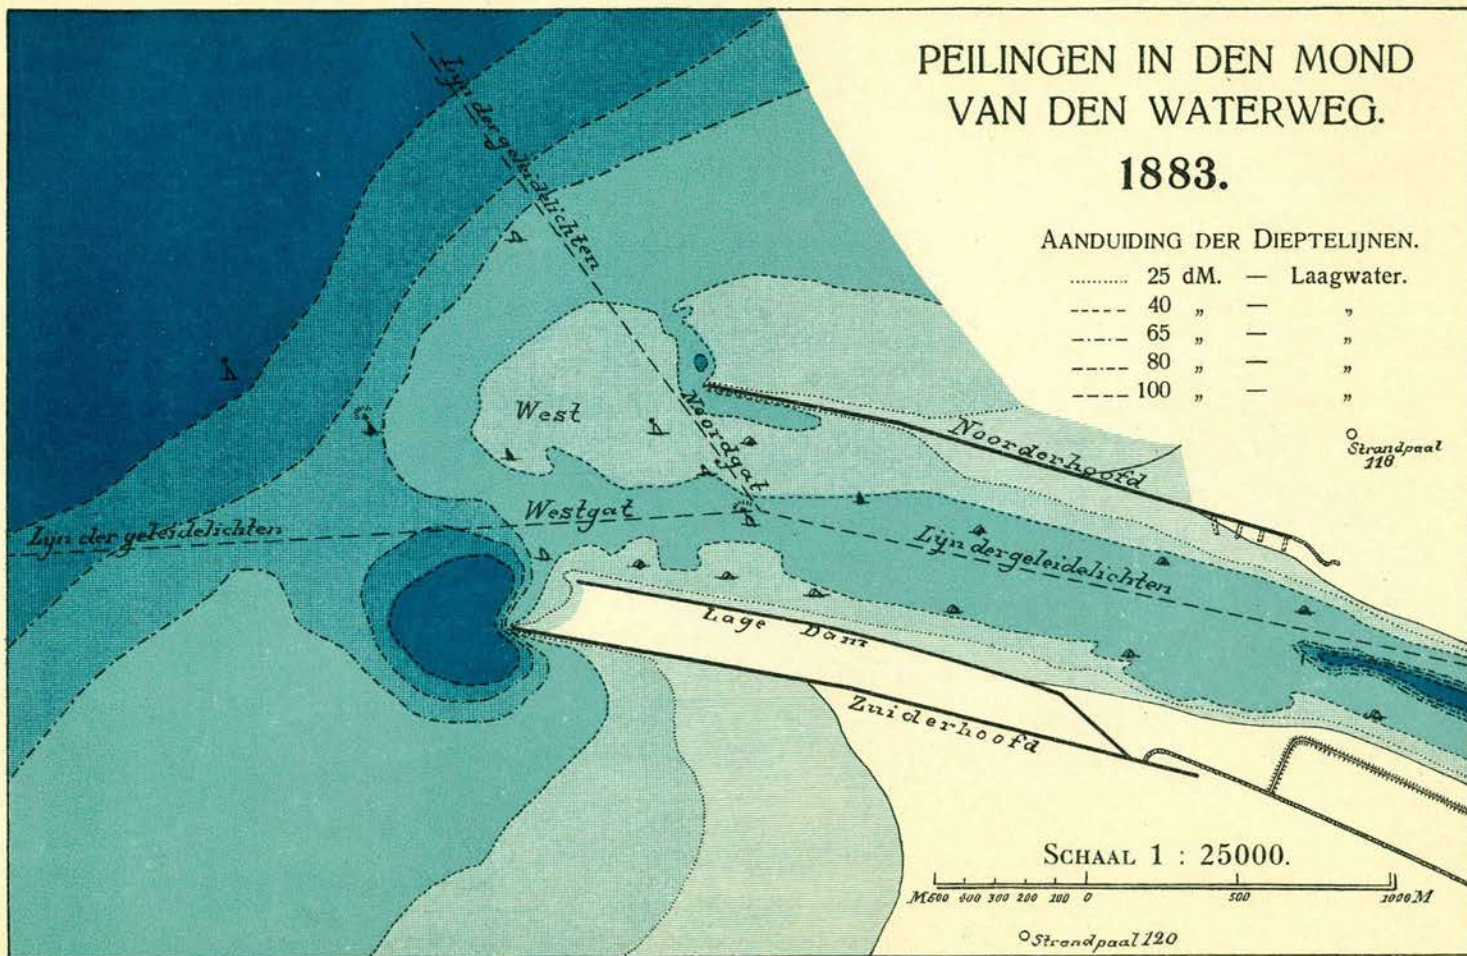 PEILINGEN IN DEN MOND
VAN DEN WATERWEG.
1883.
AANDUIDING DER DIEPTELIJNEN.
25 dM. — Laagwater.
40 „ — „
65 „ — „
80 „ — „
100 „ — „
Lijn der geleidelichten
West
Noordgat
Noorderhoofd
Strandpaal
118
Lijn der geleidelichten
Westgat
Lijn der geleidelichten
Lage Dam
Zuiderhoofd
SCHAAL 1 : 25000.
M500 400 300 200 100 0 500 1000 M
Strandpaal 120